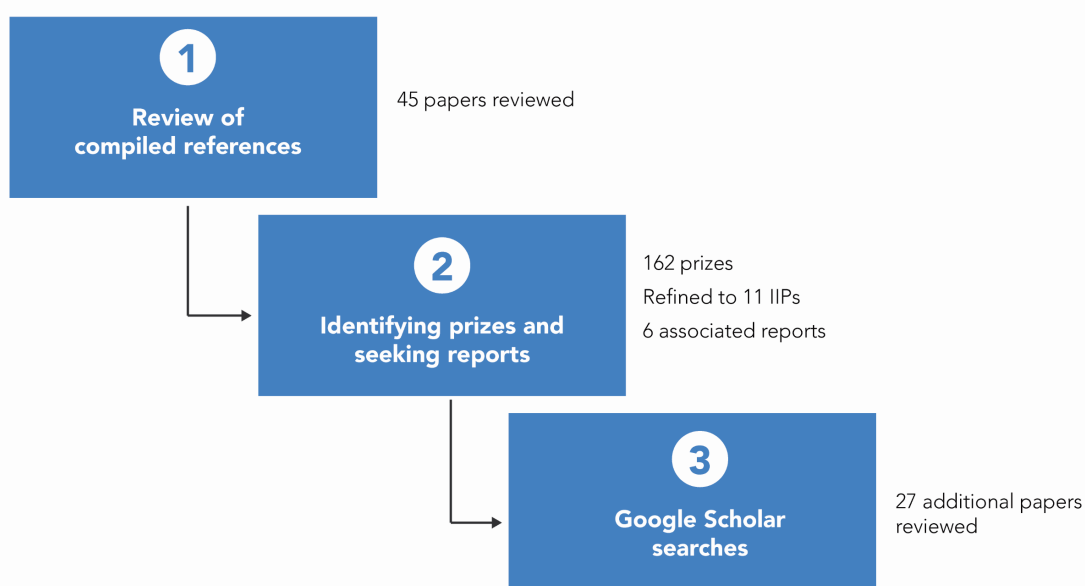 1
Review of
compiled references
45 papers reviewed
2
Identifying prizes and
seeking reports
162 prizes
Refined to 11 IIPs
6 associated reports
3
Google Scholar
searches
27 additional papers
reviewed